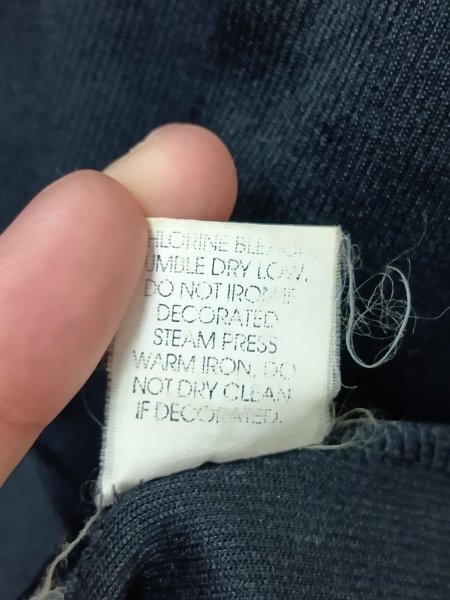 HLORINE BLEACH.
UMBLE DRY LOW.
DO NOT IRON IF
DECORATED
STEAM PRESS
WARM IRON. DO
NOT DRY CLEAN
IF DECORATED.